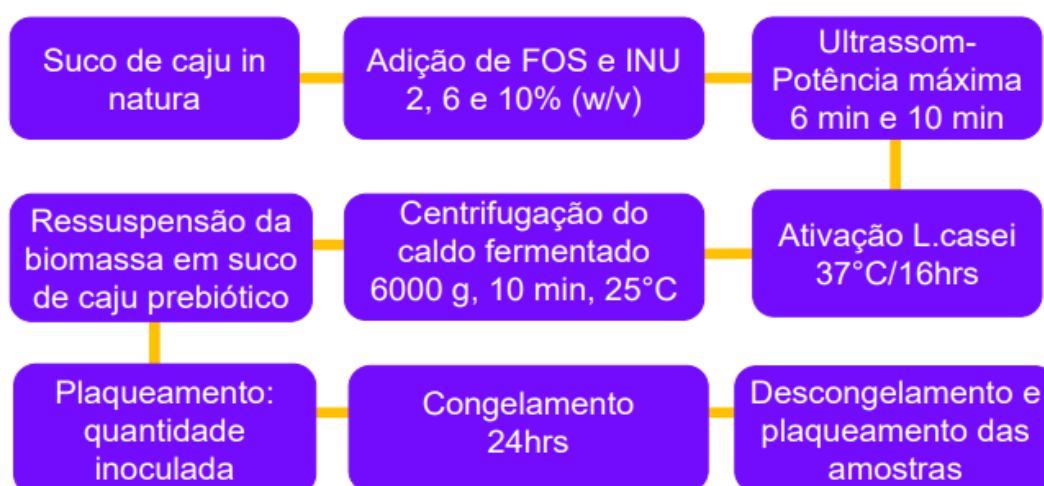 Suco de caju in
natura
Adição de FOS e INU
2, 6 e 10% (w/v)
Ultrassom-
Potência máxima
6 min e 10 min
Ativação L.casei
37°C/16hrs
Centrifugação do
caldo fermentado
6000 g, 10 min, 25°C
Ressuspensão da
biomassa em suco
de caju prebiótico
Plaqueamento:
quantidade
inoculada
Congelamento
24hrs
Descongelamento e
plaqueamento das
amostras